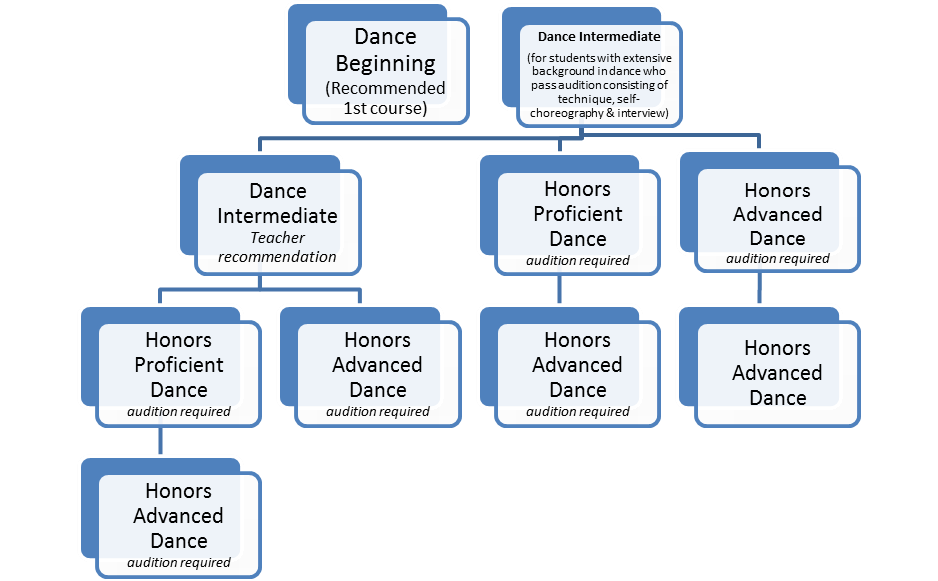 Dance
Beginning
(Recommended
1st course)
Dance Intermediate
(for students with extensive
background in dance who
pass audition consisting of
technique, self-
choreography & interview)
Dance
Intermediate
Teacher
recommendation
Honors
Proficient
Dance
audition required
Honors
Advanced
Dance
audition required
Honors
Proficient
Dance
audition required
Honors
Advanced
Dance
audition required
Honors
Advanced
Dance
audition required
Honors
Advanced
Dance
Honors
Advanced
Dance
audition required